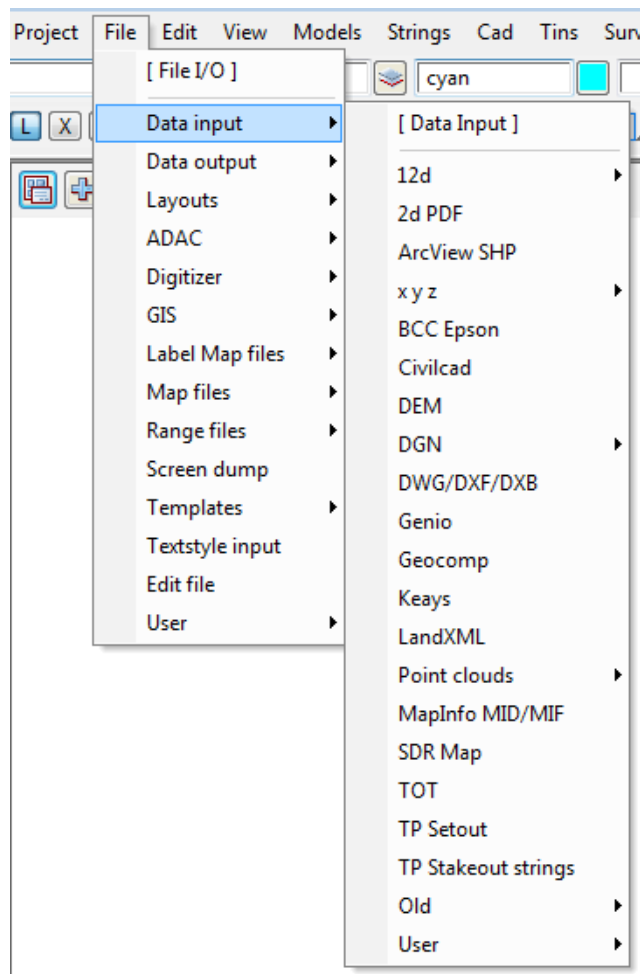 Project File Edit View Models Strings Cad Tins Surv
[ File I/O ]
cyan
L X
Data input
Data output
Layouts
ADAC
Digitizer
GIS
Label Map files
Map files
Range files
Screen dump
Templates
Textstyle input
Edit file
User
[ Data Input ]
12d
2d PDF
ArcView SHP
x y z
BCC Epson
Civilcad
DEM
DGN
DWG/DXF/DXB
Genio
Geocomp
Keays
LandXML
Point clouds
MapInfo MID/MIF
SDR Map
TOT
TP Setout
TP Stakeout strings
Old
User